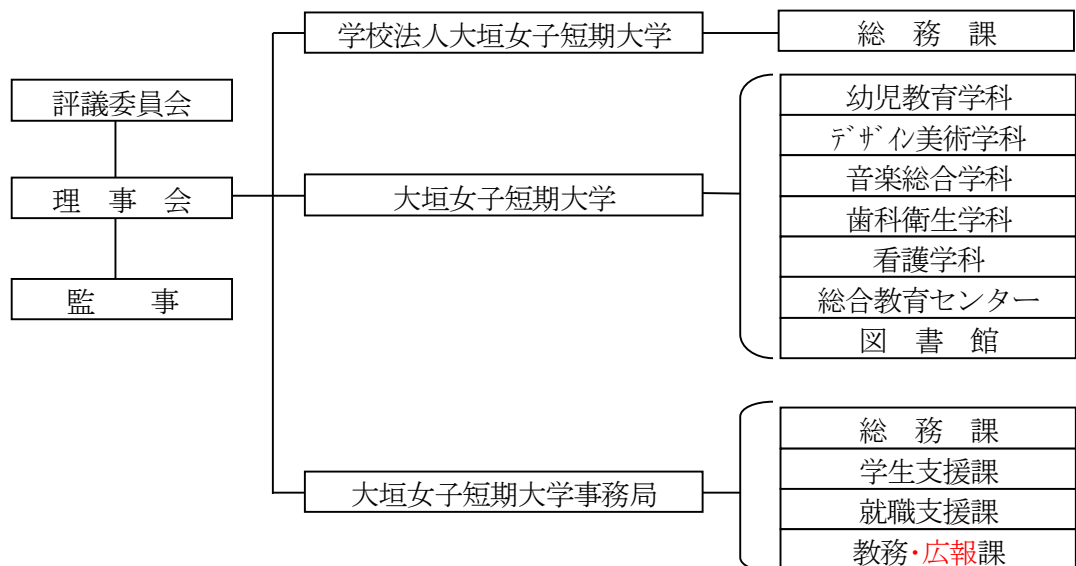 学校法人大垣女子短期大学
総　務　課
評議委員会
理　事　会
監　　事
大垣女子短期大学
幼児教育学科
ﾃﾞｻﾞｲﾝ美術学科
音楽総合学科
歯科衛生学科
看護学科
総合教育センター
図　書　館
大垣女子短期大学事務局
総　務　課
学生支援課
就職支援課
教務・広報課